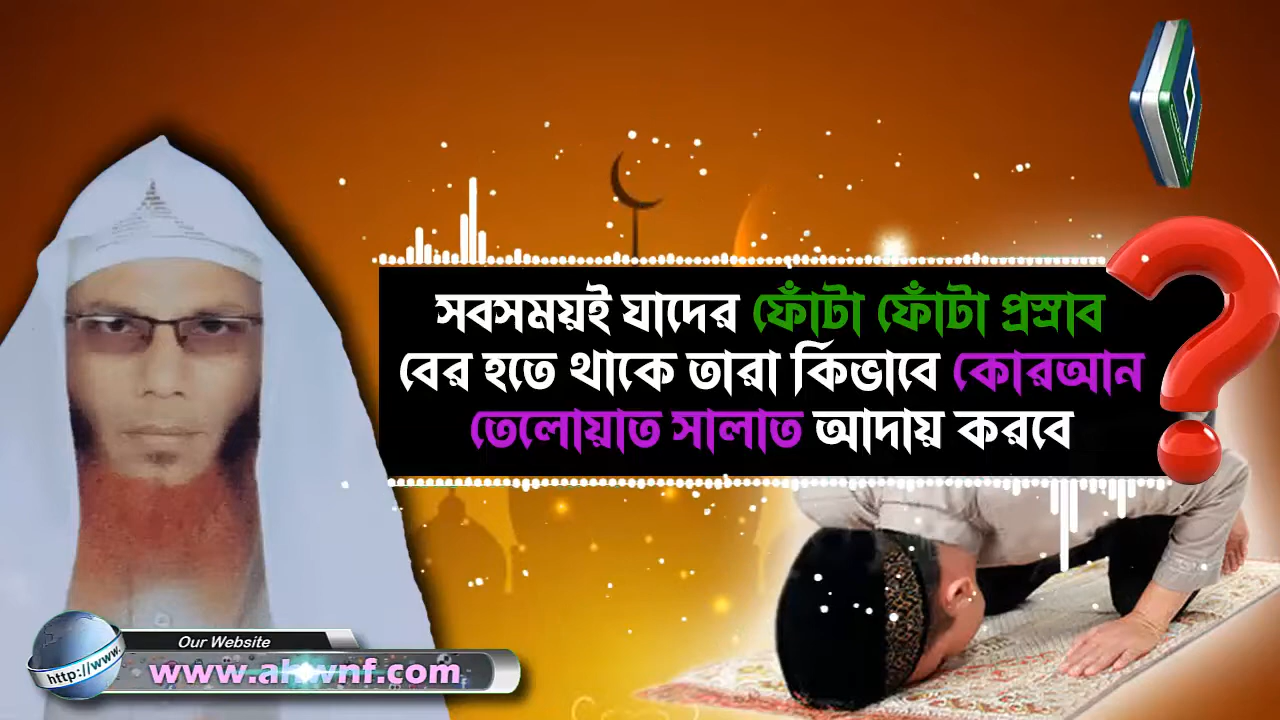 সবসময়ই যাদের ফোঁটা ফোঁটা প্রস্রাব
বের হতে থাকে তারা কিভাবে কোরআন
তেলোয়াত সালাত আদায় করবে
?
Our Website
http://www.